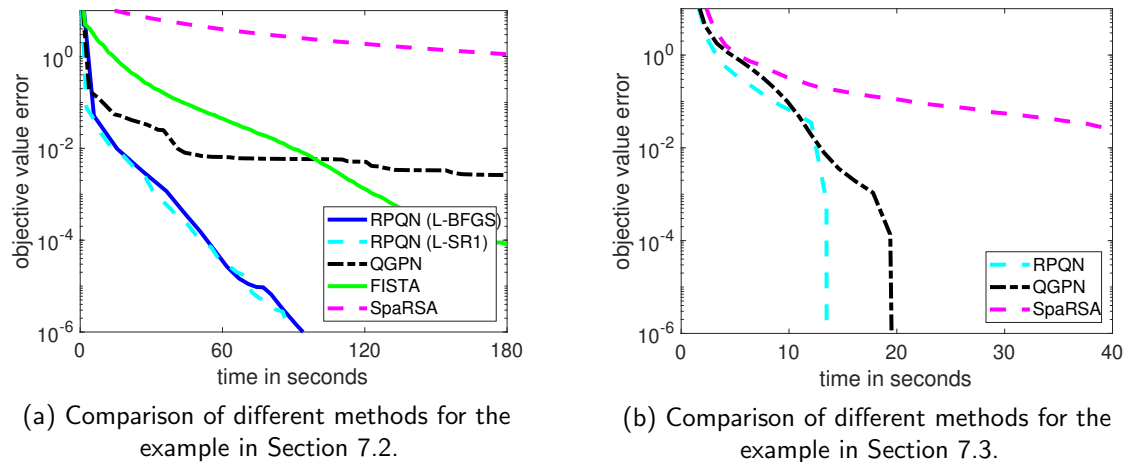 objective value error
10^0
10^-2
10^-4
10^-6
0
60
120
180
time in seconds
RPQN (L-BFGS)
RPQN (L-SR1)
QGPN
FISTA
SpaRSA
(a) Comparison of different methods for the
example in Section 7.2.
objective value error
10^0
10^-2
10^-4
10^-6
0
10
20
30
40
time in seconds
RPQN
QGPN
SpaRSA
(b) Comparison of different methods for the
example in Section 7.3.